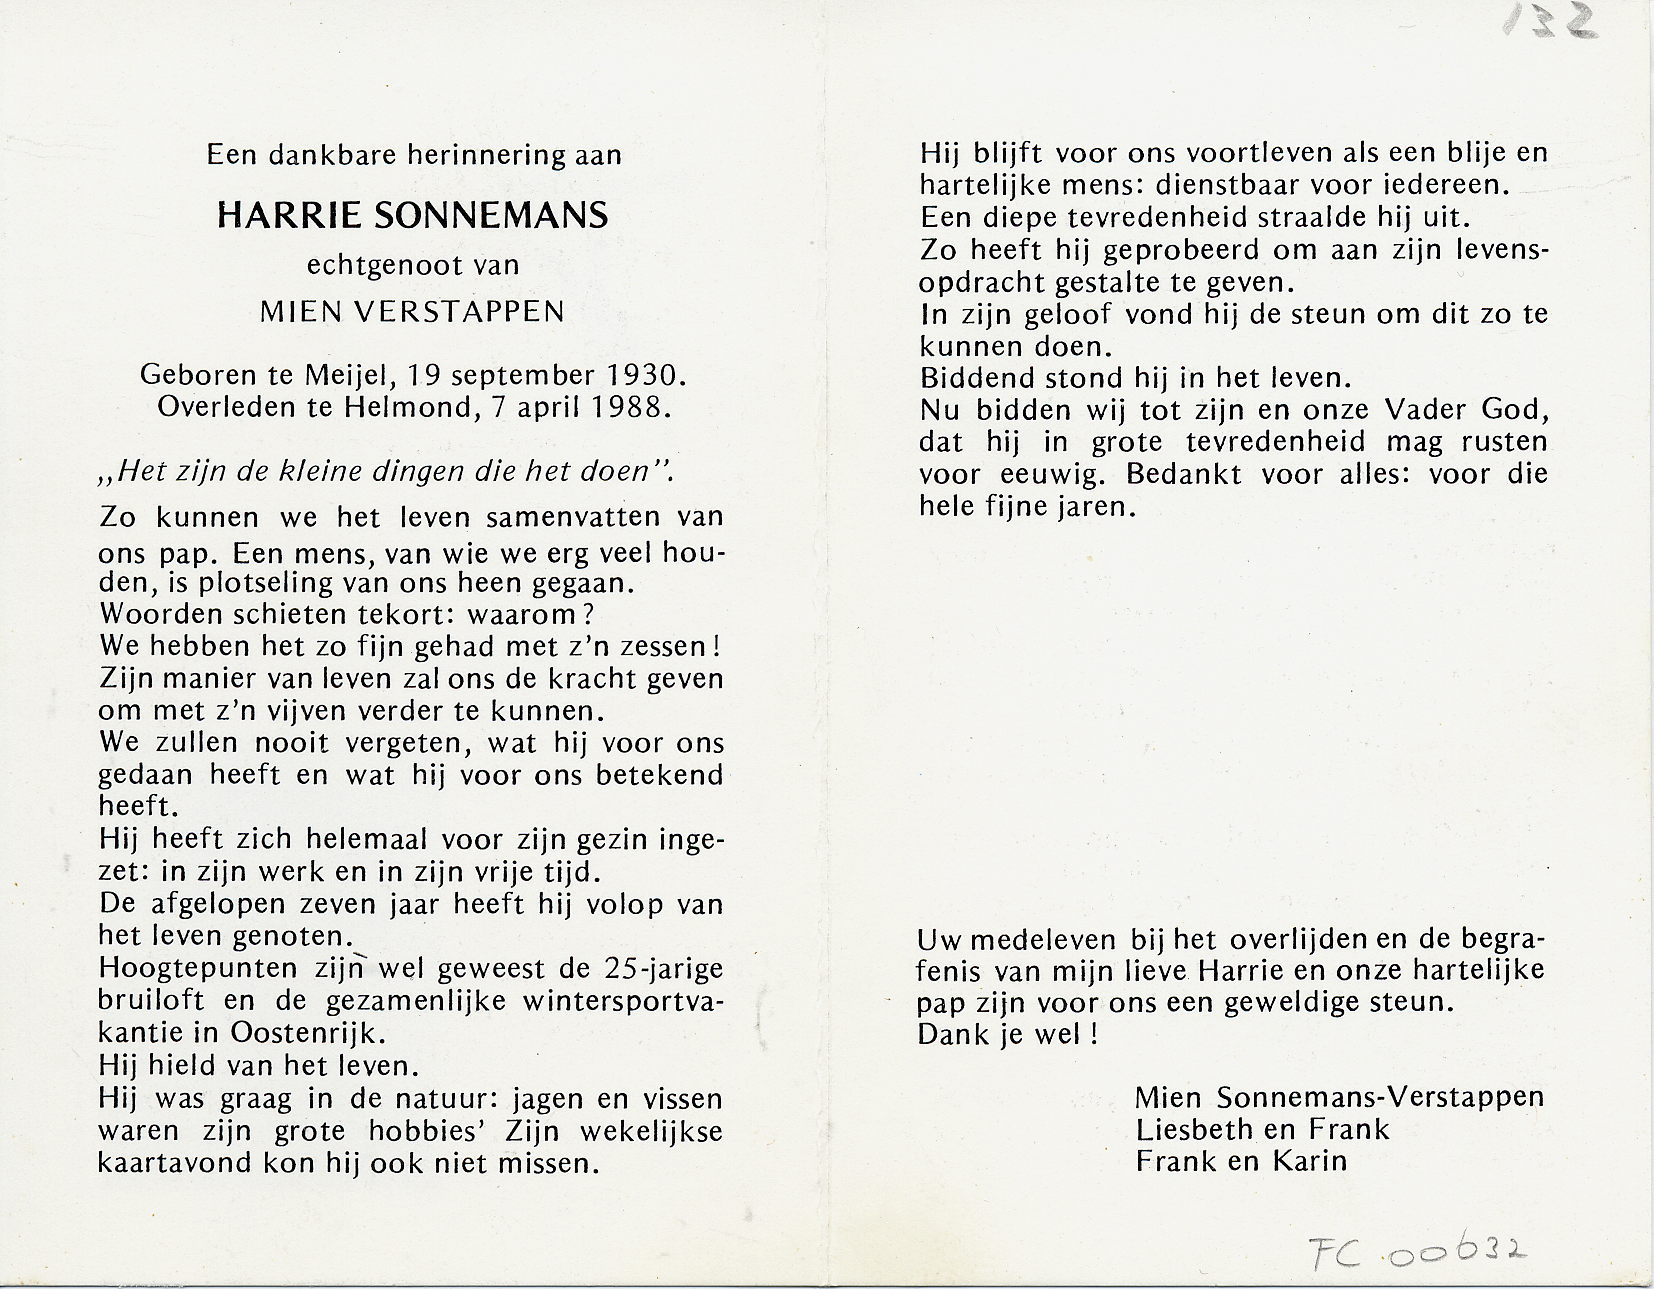 Een dankbare herinnering aan
HARRIE SONNEMANS
echtgenoot van
MIEN VERSTAPPEN
Geboren te Meijel, 19 september 1930.
Overleden te Helmond, 7 april 1988.
,,Het zijn de kleine dingen die het doen''.
Zo kunnen we het leven samenvatten van
ons pap. Een mens, van wie we erg veel hou-
den, is plotseling van ons heen gegaan.
Woorden schieten tekort: waarom?
We hebben het zo fijn gehad met z'n zessen!
Zijn manier van leven zal ons de kracht geven
om met z'n vijven verder te kunnen.
We zullen nooit vergeten, wat hij voor ons
gedaan heeft en wat hij voor ons betekend
heeft.
Hij heeft zich helemaal voor zijn gezin inge-
zet: in zijn werk en in zijn vrije tijd.
De afgelopen zeven jaar heeft hij volop van
het leven genoten.
Hoogtepunten zijn wel geweest de 25-jarige
bruiloft en de gezamenlijke wintersportva-
kantie in Oostenrijk.
Hij hield van het leven.
Hij was graag in de natuur: jagen en vissen
waren zijn grote hobbies' Zijn wekelijkse
kaartavond kon hij ook niet missen.
132
Hij blijft voor ons voortleven als een blije en
hartelijke mens: dienstbaar voor iedereen.
Een diepe tevredenheid straalde hij uit.
Zo heeft hij geprobeerd om aan zijn levens-
opdracht gestalte te geven.
In zijn geloof vond hij de steun om dit zo te
kunnen doen.
Biddend stond hij in het leven.
Nu bidden wij tot zijn en onze Vader God,
dat hij in grote tevredenheid mag rusten
voor eeuwig. Bedankt voor alles: voor die
hele fijne jaren.
Uw medeleven bij het overlijden en de begra-
fenis van mijn lieve Harrie en onze hartelijke
pap zijn voor ons een geweldige steun.
Dank je wel!
Mien Sonnemans-Verstappen
Liesbeth en Frank
Frank en Karin
FC 00632